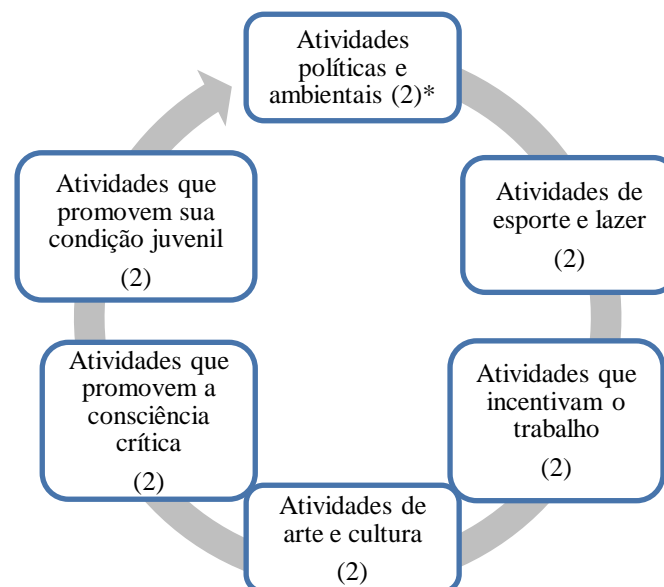 Atividades
políticas e
ambientais (2)*
Atividades de
esporte e lazer
(2)
Atividades que
incentivam o
trabalho
(2)
Atividades de
arte e cultura
(2)
Atividades que
promovem a
consciência
crítica
(2)
Atividades que
promovem sua
condição juvenil
(2)